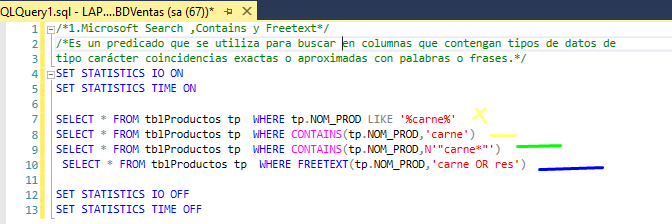 QLQuery1.sql - LAP....BDVentas (sa (67))*
1 /*1.Microsoft Search ,Contains y Freetext*/
2 /*Es un predicado que se utiliza para buscar en columnas que contengan tipos de datos de
3 tipo carácter coincidencias exactas o aproximadas con palabras o frases.*/
4 SET STATISTICS IO ON
5 SET STATISTICS TIME ON
6
7 SELECT * FROM tblProductos tp  WHERE tp.NOM_PROD LIKE '%carne%'
8 SELECT * FROM tblProductos tp  WHERE CONTAINS(tp.NOM_PROD,'carne')
9 SELECT * FROM tblProductos tp  WHERE CONTAINS(tp.NOM_PROD,N'"carne*"')
10 SELECT * FROM tblProductos tp  WHERE FREETEXT(tp.NOM_PROD,'carne OR res')
11
12 SET STATISTICS IO OFF
13 SET STATISTICS TIME OFF